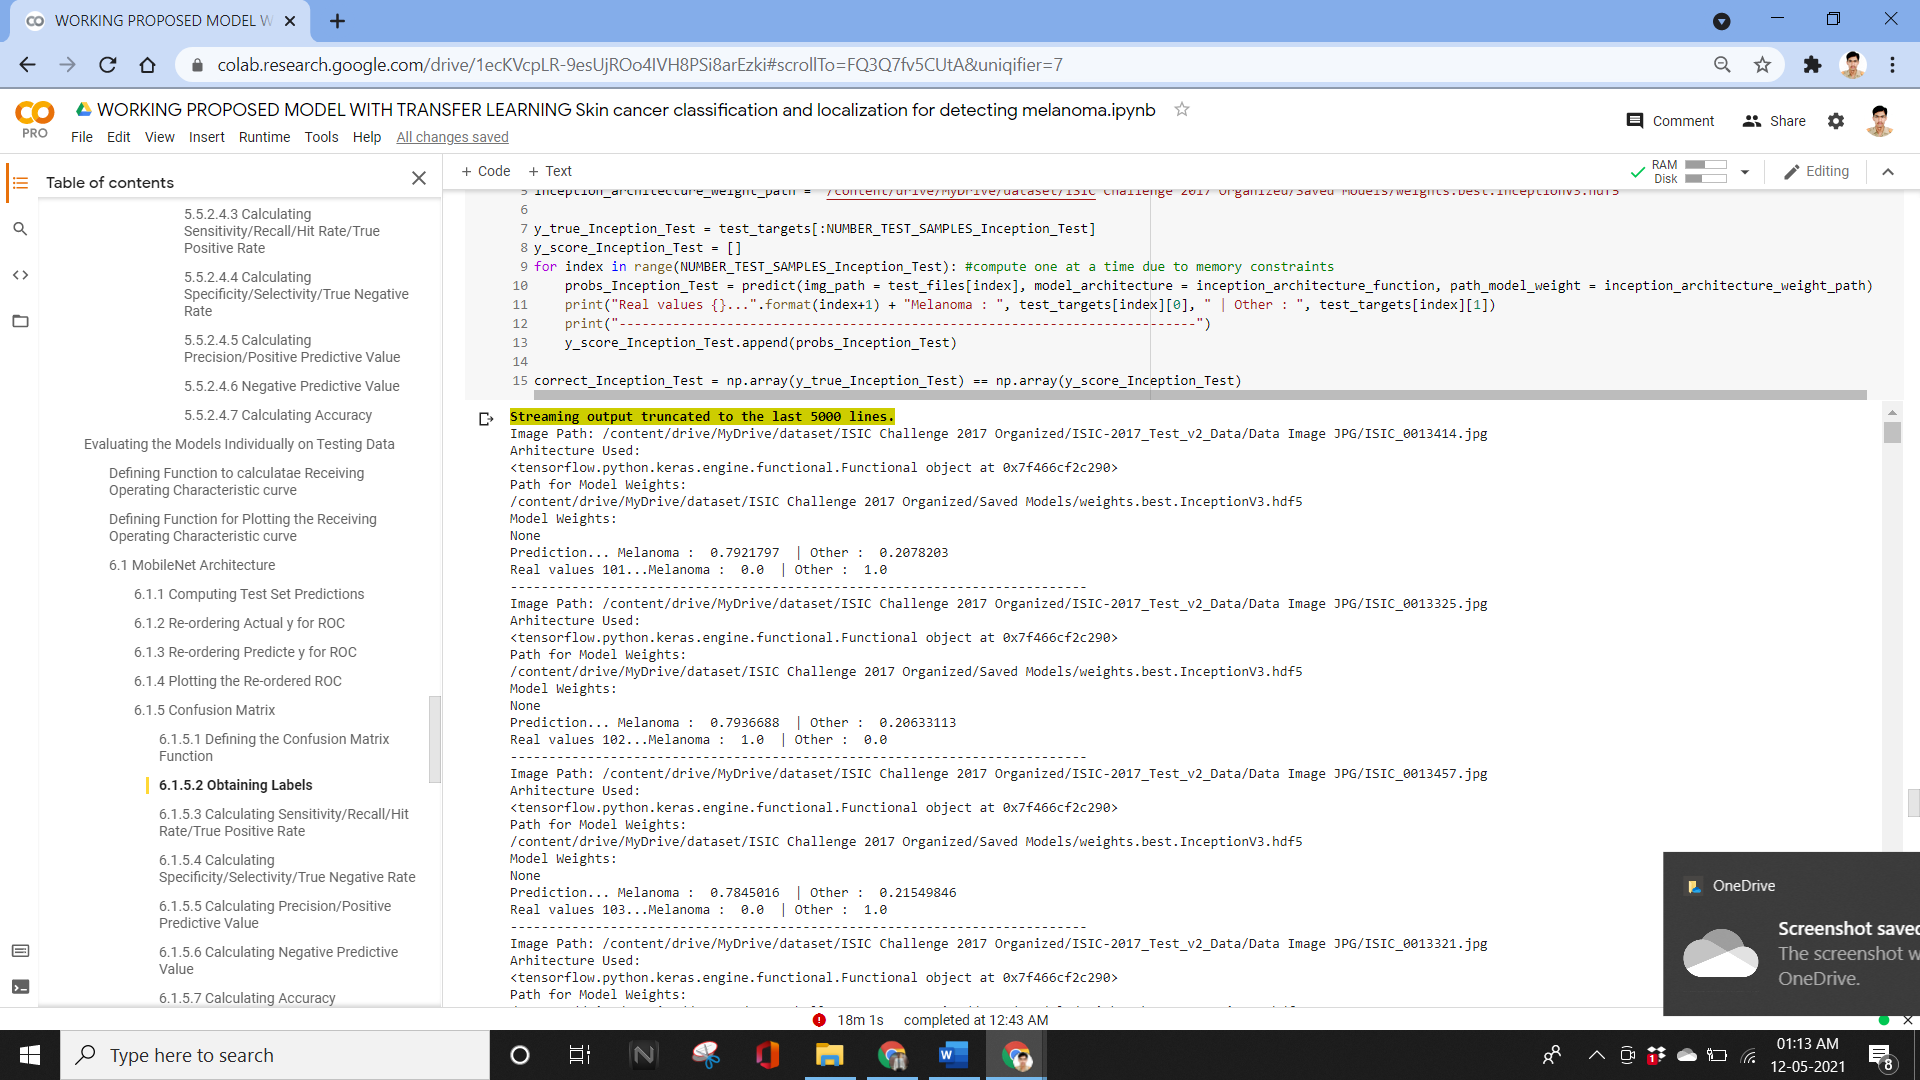 WORKING PROPOSED MODEL W
colab.research.google.com/drive/1ecKVcpLR-9esUjROo4IVH8PSi8arEzki#scrollTo=FQ3Q7fv5CUtA&uniqifier=7
CO
PRO
WORKING PROPOSED MODEL WITH TRANSFER LEARNING Skin cancer classification and localization for detecting melanoma.ipynb
File Edit View Insert Runtime Tools Help All changes saved
Comment
Share
Table of contents
+ Code + Text
RAM
Disk
Editing
5.5.2.4.3 Calculating
Sensitivity/Recall/Hit Rate/True
Positive Rate
5.5.2.4.4 Calculating
Specificity/Selectivity/True Negative
Rate
5.5.2.4.5 Calculating
Precision/Positive Predictive Value
5.5.2.4.6 Negative Predictive Value
5.5.2.4.7 Calculating Accuracy
Evaluating the Models Individually on Testing Data
Defining Function to calculatae Receiving
Operating Characteristic curve
Defining Function for Plotting the Receiving
Operating Characteristic curve
6.1 MobileNet Architecture
6.1.1 Computing Test Set Predictions
6.1.2 Re-ordering Actual y for ROC
6.1.3 Re-ordering Predicte y for ROC
6.1.4 Plotting the Re-ordered ROC
6.1.5 Confusion Matrix
6.1.5.1 Defining the Confusion Matrix
Function
6.1.5.2 Obtaining Labels
6.1.5.3 Calculating Sensitivity/Recall/Hit
Rate/True Positive Rate
6.1.5.4 Calculating
Specificity/Selectivity/True Negative Rate
6.1.5.5 Calculating Precision/Positive
Predictive Value
6.1.5.6 Calculating Negative Predictive
Value
6.1.5.7 Calculating Accuracy
5 inception_architecture_weight_path = "/content/drive/MyDrive/dataset/ISIC Challenge 2017 Organized/Saved Models/weights.best.InceptionV3.hdf5"
6
7 y_true_Inception_Test = test_targets[:NUMBER_TEST_SAMPLES_Inception_Test]
8 y_score_Inception_Test = []
9 for index in range(NUMBER_TEST_SAMPLES_Inception_Test): #compute one at a time due to memory constraints
10 probs_Inception_Test = predict(img_path = test_files[index], model_architecture = inception_architecture_function, path_model_weight = inception_architecture_weight_path)
11 print("Real values {}...".format(index+1) + "Melanoma : ", test_targets[index][0], " | Other : ", test_targets[index][1])
12 print("---------------------------------------------------------------------------")
13 y_score_Inception_Test.append(probs_Inception_Test)
14
15 correct_Inception_Test = np.array(y_true_Inception_Test) == np.array(y_score_Inception_Test)
Streaming output truncated to the last 5000 lines.
Image Path: /content/drive/MyDrive/dataset/ISIC Challenge 2017 Organized/ISIC-2017_Test_v2_Data/Data Image JPG/ISIC_0013414.jpg
Arhitecture Used:
<tensorflow.python.keras.engine.functional.Functional object at 0x7f466cf2c290>
Path for Model Weights:
/content/drive/MyDrive/dataset/ISIC Challenge 2017 Organized/Saved Models/weights.best.InceptionV3.hdf5
Model Weights:
None
Prediction... Melanoma : 0.7921797 | Other : 0.2078203
Real values 101...Melanoma : 0.0 | Other : 1.0
---------------------------------------------------------------------------
Image Path: /content/drive/MyDrive/dataset/ISIC Challenge 2017 Organized/ISIC-2017_Test_v2_Data/Data Image JPG/ISIC_0013325.jpg
Arhitecture Used:
<tensorflow.python.keras.engine.functional.Functional object at 0x7f466cf2c290>
Path for Model Weights:
/content/drive/MyDrive/dataset/ISIC Challenge 2017 Organized/Saved Models/weights.best.InceptionV3.hdf5
Model Weights:
None
Prediction... Melanoma : 0.7936688 | Other : 0.20633113
Real values 102...Melanoma : 1.0 | Other : 0.0
---------------------------------------------------------------------------
Image Path: /content/drive/MyDrive/dataset/ISIC Challenge 2017 Organized/ISIC-2017_Test_v2_Data/Data Image JPG/ISIC_0013457.jpg
Arhitecture Used:
<tensorflow.python.keras.engine.functional.Functional object at 0x7f466cf2c290>
Path for Model Weights:
/content/drive/MyDrive/dataset/ISIC Challenge 2017 Organized/Saved Models/weights.best.InceptionV3.hdf5
Model Weights:
None
Prediction... Melanoma : 0.7845016 | Other : 0.21549846
Real values 103...Melanoma : 0.0 | Other : 1.0
---------------------------------------------------------------------------
Image Path: /content/drive/MyDrive/dataset/ISIC Challenge 2017 Organized/ISIC-2017_Test_v2_Data/Data Image JPG/ISIC_0013321.jpg
Arhitecture Used:
<tensorflow.python.keras.engine.functional.Functional object at 0x7f466cf2c290>
Path for Model Weights:
OneDrive
Screenshot saved
The screenshot w
OneDrive.
18m 1s completed at 12:43 AM
Type here to search
01:13 AM
12-05-2021
8